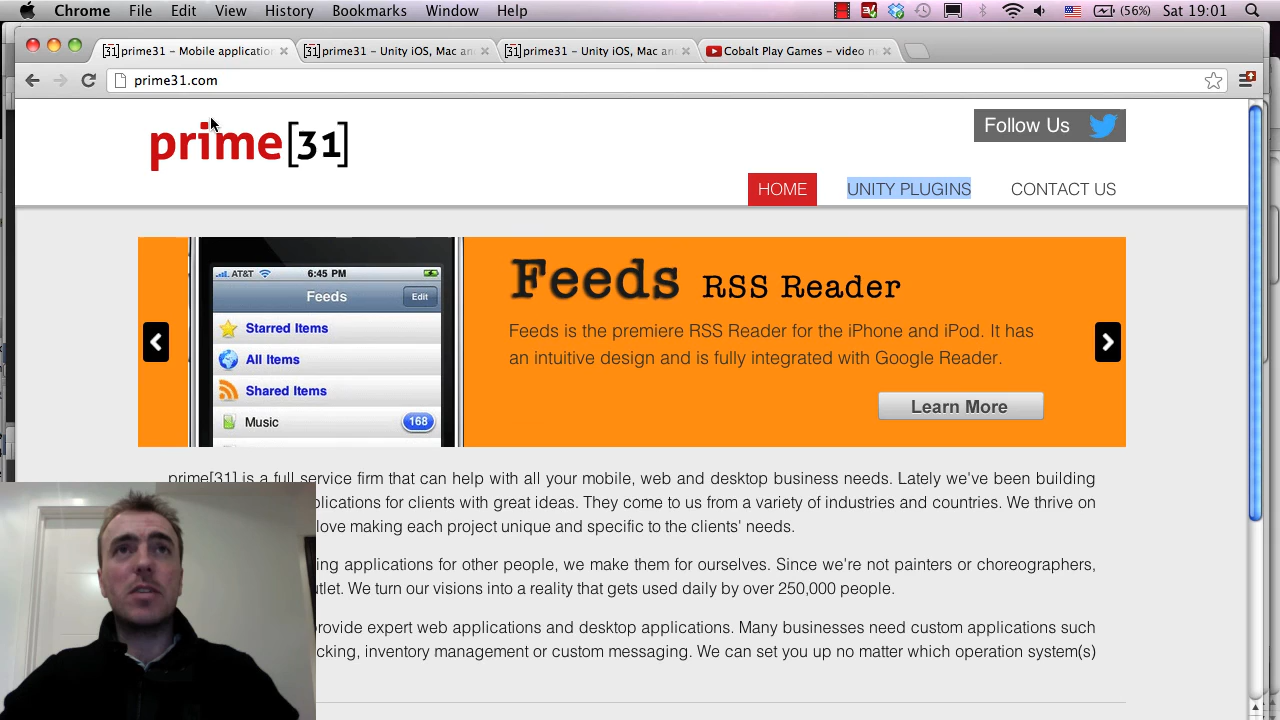 Chrome File Edit View History Bookmarks Window Help (56%) Sat 19:01
prime31 – Mobile application prime31 – Unity iOS, Mac an prime31 – Unity iOS, Mac an Cobalt Play Games – video n
prime31.com
prime[31]
Follow Us
HOME UNITY PLUGINS CONTACT US
AT&T 6:45 PM
Feeds Edit
Starred Items
All Items
Shared Items
Music 168
Feeds RSS Reader
Feeds is the premiere RSS Reader for the iPhone and iPod. It has
an intuitive design and is fully integrated with Google Reader.
Learn More
prime[31] is a full service firm that can help with all your mobile, web and desktop business needs. Lately we've been building
plications for clients with great ideas. They come to us from a variety of industries and countries. We thrive on
love making each project unique and specific to the clients' needs.
ing applications for other people, we make them for ourselves. Since we're not painters or choreographers,
utlet. We turn our visions into a reality that gets used daily by over 250,000 people.
provide expert web applications and desktop applications. Many businesses need custom applications such
cking, inventory management or custom messaging. We can set you up no matter which operation system(s)